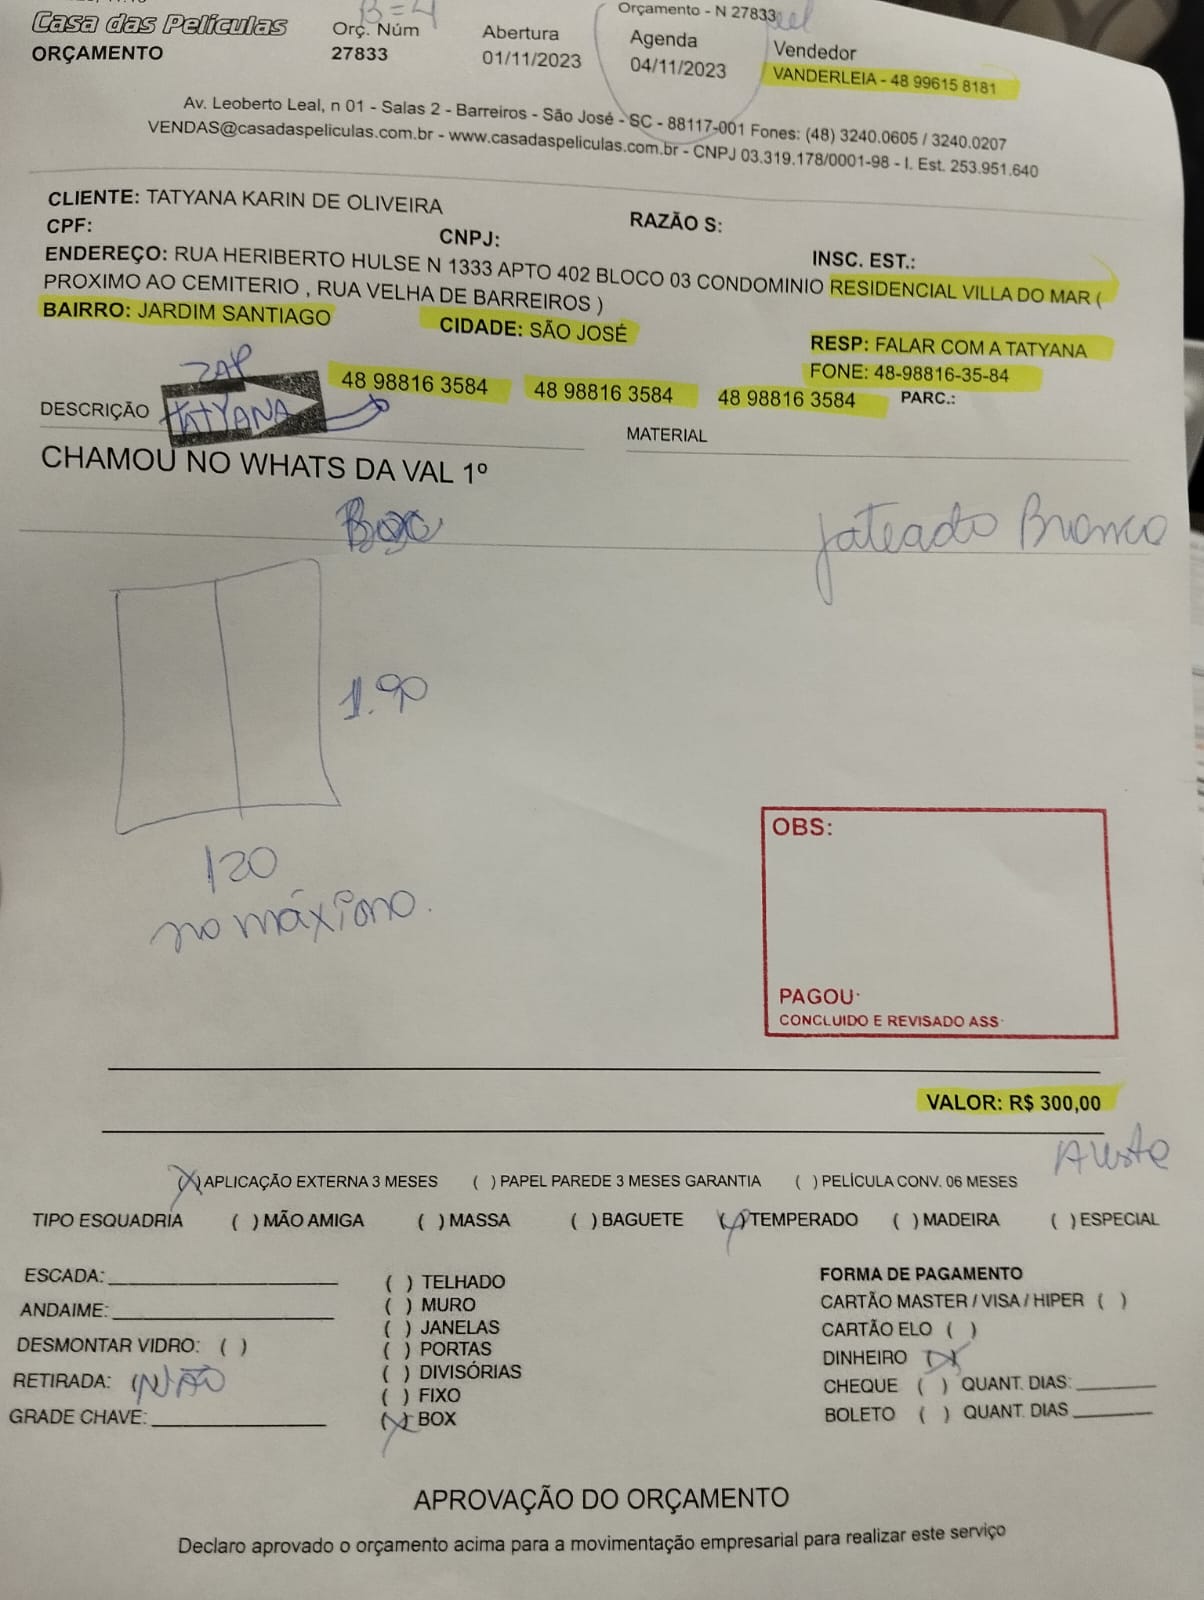 Orçamento - N 27833
B = 4
Casa das Películas
ORÇAMENTO
Orç. Núm
27833
Abertura
01/11/2023
Agenda
04/11/2023
Vendedor
VANDERLEIA - 48 99615 8181
Av. Leoberto Leal, n 01 - Salas 2 - Barreiros - São José - SC - 88117-001 Fones: (48) 3240.0605 / 3240.0207
VENDAS@casadaspeliculas.com.br - www.casadaspeliculas.com.br - CNPJ 03.319.178/0001-98 - I. Est. 253.951.640
CLIENTE: TATYANA KARIN DE OLIVEIRA
RAZÃO S:
CPF:
CNPJ:
INSC. EST.:
ENDEREÇO: RUA HERIBERTO HULSE N 1333 APTO 402 BLOCO 03 CONDOMINIO RESIDENCIAL VILLA DO MAR (
PROXIMO AO CEMITERIO , RUA VELHA DE BARREIROS )
BAIRRO: JARDIM SANTIAGO
CIDADE: SÃO JOSÉ
RESP: FALAR COM A TATYANA
FONE: 48-98816-35-84
ZAP
TATYANA
48 98816 3584
48 98816 3584
48 98816 3584
PARC.:
DESCRIÇÃO
MATERIAL
CHAMOU NO WHATS DA VAL 1º
Box
Jateado Branco
1.90
120
no máximo.
OBS:
PAGOU:
CONCLUIDO E REVISADO ASS:
VALOR: R$ 300,00
(X) APLICAÇÃO EXTERNA 3 MESES ( ) PAPEL PAREDE 3 MESES GARANTIA ( ) PELÍCULA CONV. 06 MESES
TIPO ESQUADRIA ( ) MÃO AMIGA ( ) MASSA ( ) BAGUETE (X) TEMPERADO ( ) MADEIRA ( ) ESPECIAL
ESCADA:
ANDAIME:
DESMONTAR VIDRO: ( )
RETIRADA: (N) NÃO
GRADE CHAVE:
( ) TELHADO
( ) MURO
( ) JANELAS
( ) PORTAS
( ) DIVISÓRIAS
( ) FIXO
(X) BOX
FORMA DE PAGAMENTO
CARTÃO MASTER / VISA / HIPER ( )
CARTÃO ELO ( )
DINHEIRO (X)
CHEQUE ( ) QUANT. DIAS:
BOLETO ( ) QUANT. DIAS
APROVAÇÃO DO ORÇAMENTO
Declaro aprovado o orçamento acima para a movimentação empresarial para realizar este serviço